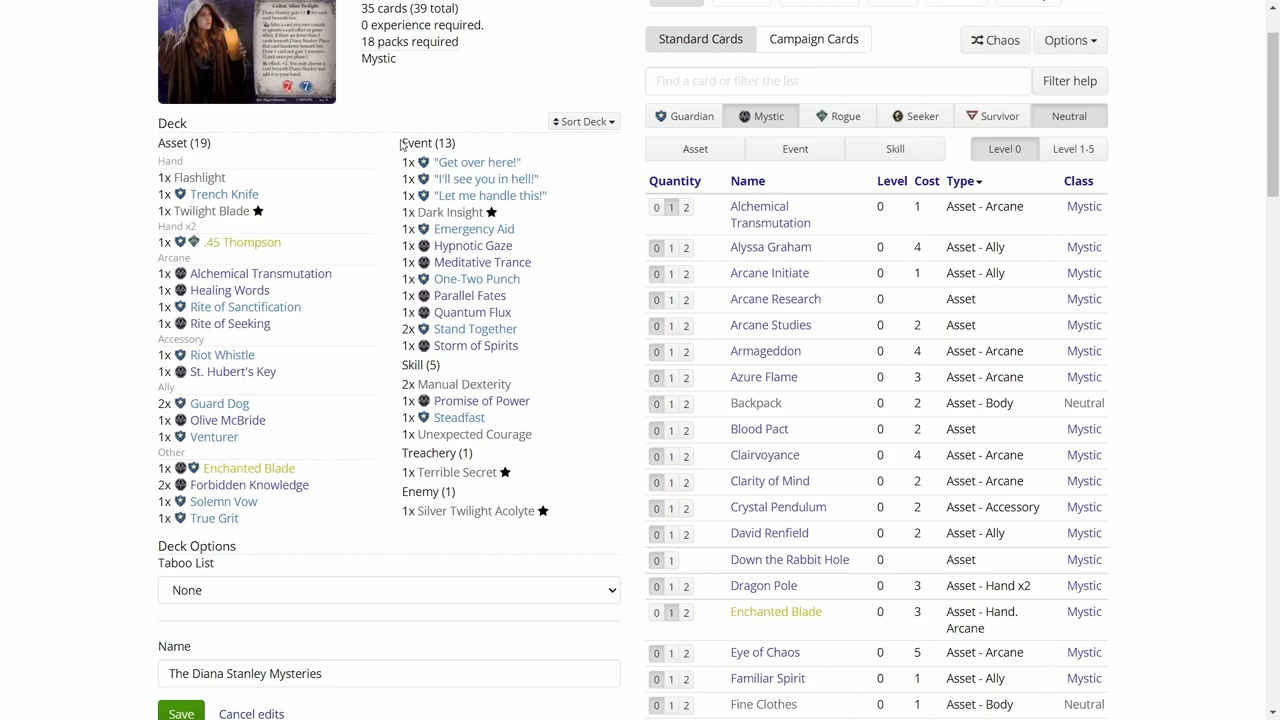 Cultist. Silver Twilight
35 cards (39 total)
0 experience required.
18 packs required
Mystic
Deck
Sort Deck
Asset (19)
Hand
1x Flashlight
1x Trench Knife
1x Twilight Blade ★
Hand x2
1x .45 Thompson
Arcane
1x Alchemical Transmutation
1x Healing Words
1x Rite of Sanctification
1x Rite of Seeking
Accessory
1x Riot Whistle
1x St. Hubert's Key
Ally
2x Guard Dog
1x Olive McBride
1x Venturer
Other
1x Enchanted Blade
2x Forbidden Knowledge
1x Solemn Vow
1x True Grit
Event (13)
1x "Get over here!"
1x "I'll see you in hell!"
1x "Let me handle this!"
1x Dark Insight ★
1x Emergency Aid
1x Hypnotic Gaze
1x Meditative Trance
1x One-Two Punch
1x Parallel Fates
1x Quantum Flux
2x Stand Together
1x Storm of Spirits
Skill (5)
2x Manual Dexterity
1x Promise of Power
1x Steadfast
1x Unexpected Courage
Treachery (1)
1x Terrible Secret ★
Enemy (1)
1x Silver Twilight Acolyte ★
Deck Options
Taboo List
None
Name
The Diana Stanley Mysteries
Save Cancel edits
Campaign Cards
Find a card, filter the list
Filter help
Guardian Mystic Rogue Seeker Survivor Neutral
Asset Event Skill Level 0 Level 1-5
Quantity Name Level Cost Type Class
0 1 2 Alchemical Transmutation 0 1 Asset - Arcane Mystic
0 1 2 Alyssa Graham 0 4 Asset - Ally Mystic
0 1 2 Arcane Initiate 0 1 Asset - Ally Mystic
0 1 2 Arcane Research 0 Asset Mystic
0 1 2 Arcane Studies 0 2 Asset Mystic
0 1 2 Armageddon 0 4 Asset - Arcane Mystic
0 1 2 Azure Flame 0 3 Asset - Arcane Mystic
0 1 2 Backpack 0 2 Asset - Body Neutral
0 1 2 Blood Pact 0 2 Asset Mystic
0 1 2 Clairvoyance 0 4 Asset - Arcane Mystic
0 1 2 Clarity of Mind 0 2 Asset - Arcane Mystic
0 1 2 Crystal Pendulum 0 2 Asset - Accessory Mystic
0 1 2 David Renfield 0 2 Asset - Ally Mystic
0 1 Down the Rabbit Hole 0 Asset Mystic
0 1 2 Dragon Pole 0 3 Asset - Hand x2 Mystic
0 1 2 Enchanted Blade 0 3 Asset - Hand. Arcane Mystic
0 1 2 Eye of Chaos 0 5 Asset - Arcane Mystic
0 1 2 Familiar Spirit 0 1 Asset - Ally Mystic
0 1 2 Fine Clothes 0 1 Asset - Body Neutral